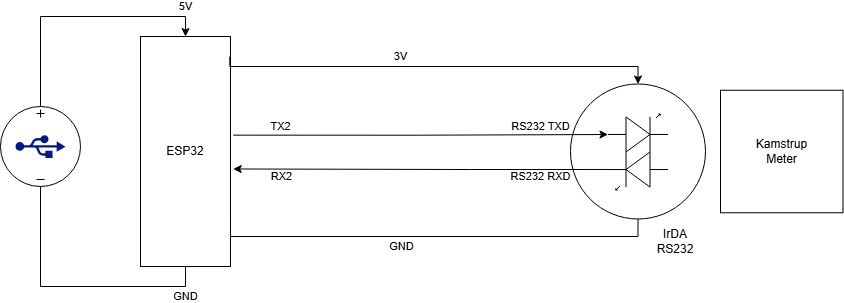 5V
3V
+
TX2
RS232 TXD
ESP32
Kamstrup
Meter
−
RX2
RS232 RXD
IrDA
RS232
GND
GND